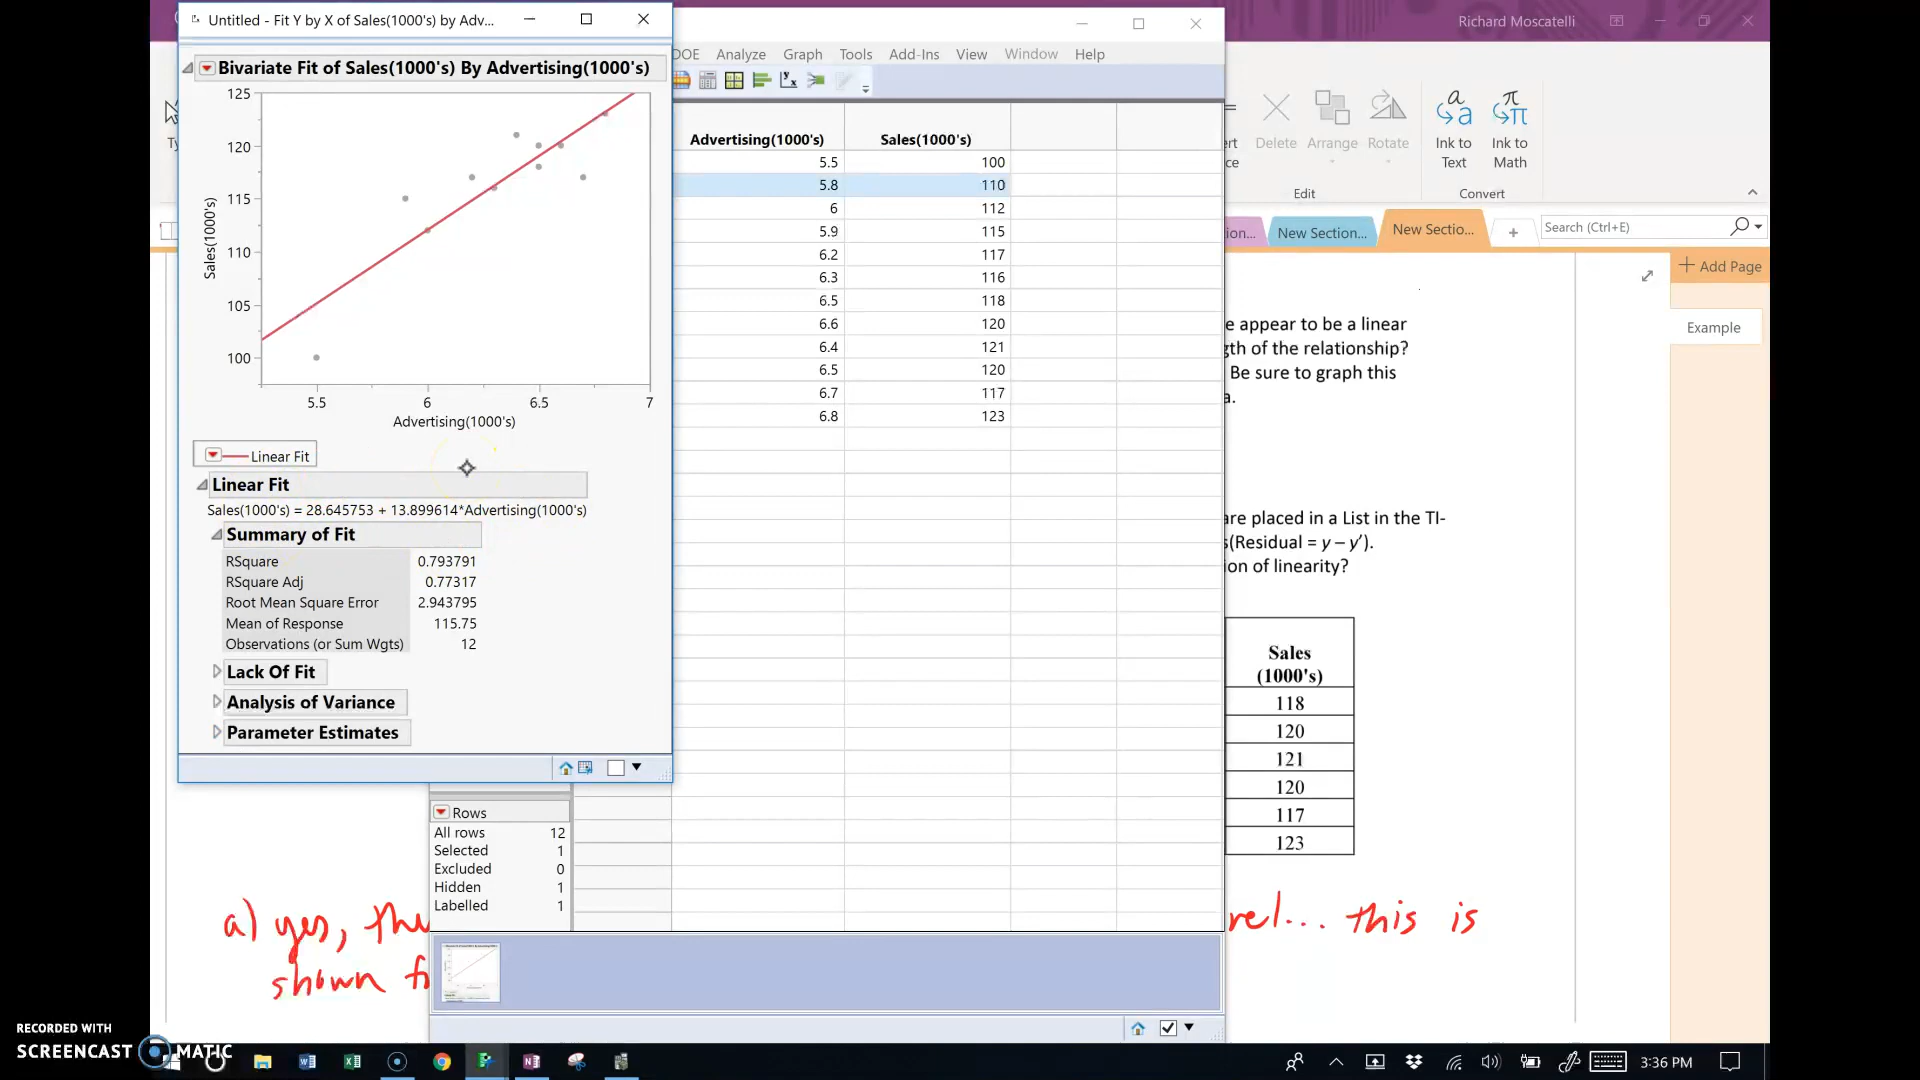 Untitled - Fit Y by X of Sales(1000's) by Adv...
Richard Moscatelli
DOE Analyze Graph Tools Add-Ins View Window Help
Bivariate Fit of Sales(1000's) By Advertising(1000's)
125
120
115
110
105
100
Sales(1000's)
5.5 6 6.5 7
Advertising(1000's)
Linear Fit
Linear Fit
Sales(1000's) = 28.645753 + 13.899614*Advertising(1000's)
Summary of Fit
RSquare 0.793791
RSquare Adj 0.77317
Root Mean Square Error 2.943795
Mean of Response 115.75
Observations (or Sum Wgts) 12
Lack Of Fit
Analysis of Variance
Parameter Estimates
Advertising(1000's) Sales(1000's)
5.5 100
5.8 110
6 112
5.9 115
6.2 117
6.3 116
6.5 118
6.6 120
6.4 121
6.5 120
6.7 117
6.8 123
Rows
All rows 12
Selected 1
Excluded 0
Hidden 1
Labelled 1
Delete Arrange Rotate
Ink to Text
Ink to Math
Edit
Convert
New Section...
New Sectio...
Search (Ctrl+E)
Add Page
Example
e appear to be a linear
gth of the relationship?
Be sure to graph this
a.
are placed in a List in the TI-
s(Residual = y – y’).
ion of linearity?
Sales
(1000's)
118
120
121
120
117
123
a) yes, the rel... this is
shown f
RECORDED WITH
SCREENCAST MATIC
3:36 PM